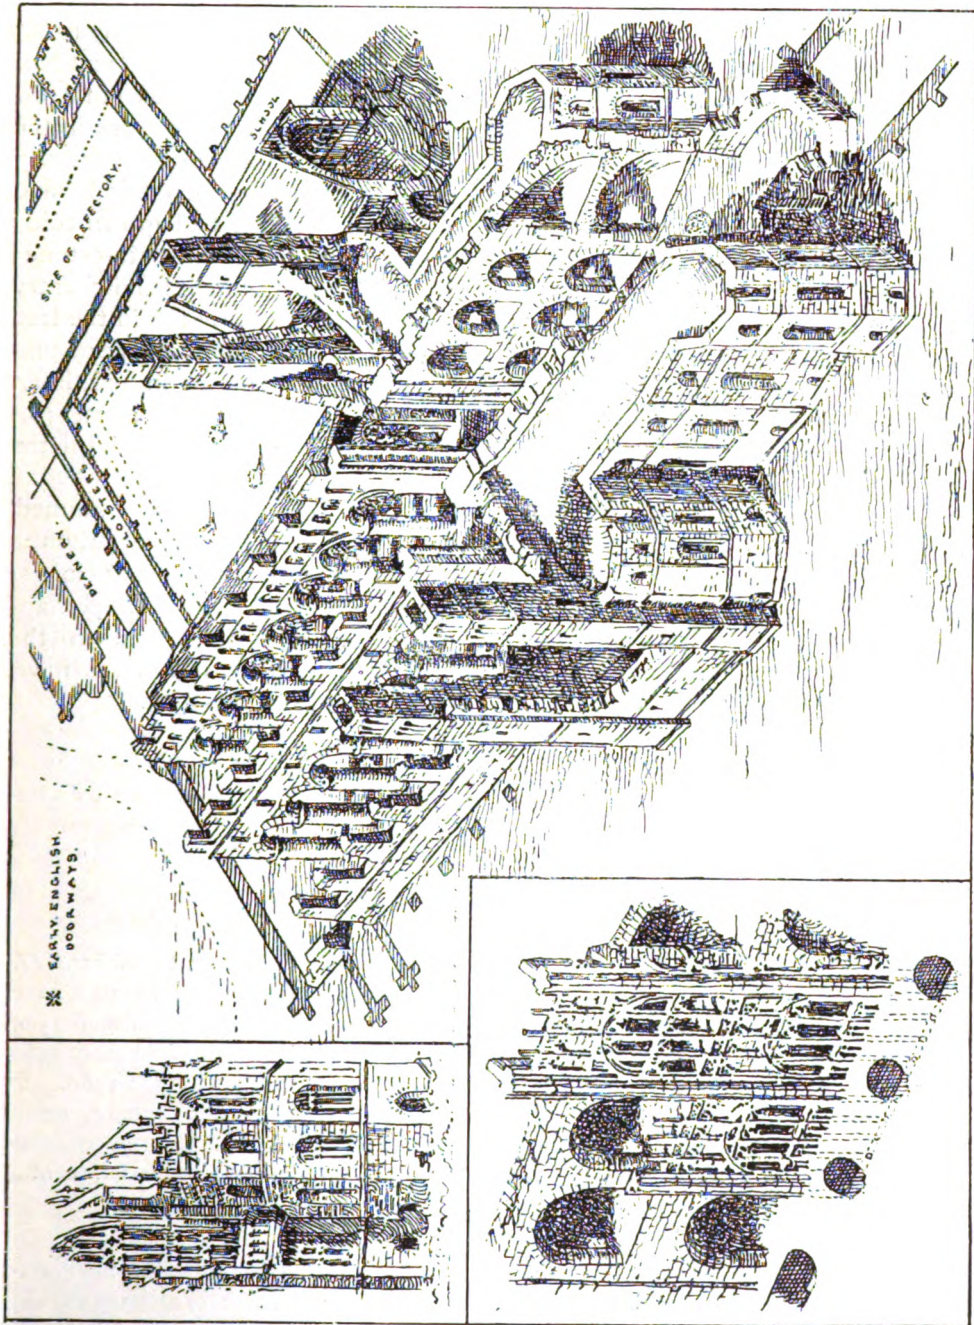 SITE OF REFECTORY.
SCHOOL
CLOISTERS
DEANERY
EARLY. ENGLISH
DOORWAYS.